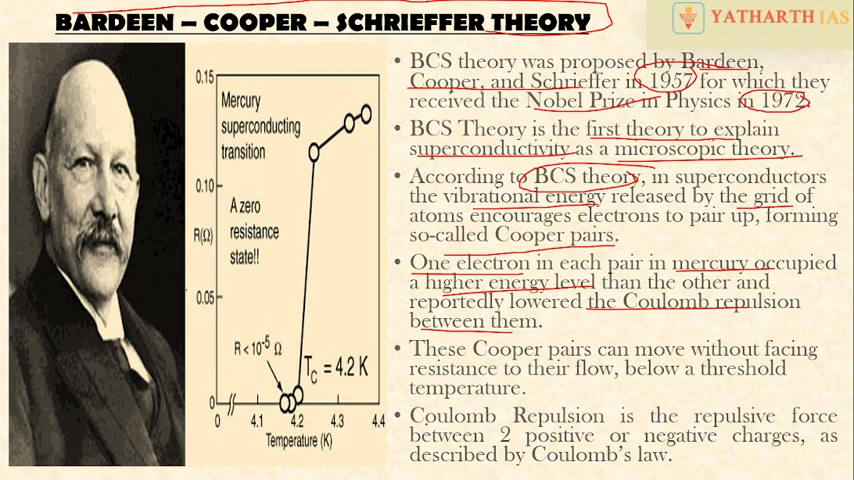 BARDEEN – COOPER – SCHRIEFFER THEORY
YATHARTH IAS
0.15
Mercury
superconducting
transition
0.10
A zero
resistance
state!!
R(Ω)
0.05
R < 10⁻⁵ Ω
T_C = 4.2 K
0
0 4.1 4.2 4.3 4.4
Temperature (K)
• BCS theory was proposed by Bardeen,
Cooper, and Schrieffer in 1957 for which they
received the Nobel Prize in Physics in 1972.
• BCS Theory is the first theory to explain
superconductivity as a microscopic theory.
• According to BCS theory, in superconductors
the vibrational energy released by the grid of
atoms encourages electrons to pair up, forming
so-called Cooper pairs.
• One electron in each pair in mercury occupied
a higher energy level than the other and
reportedly lowered the Coulomb repulsion
between them.
• These Cooper pairs can move without facing
resistance to their flow, below a threshold
temperature.
• Coulomb Repulsion is the repulsive force
between 2 positive or negative charges, as
described by Coulomb's law.